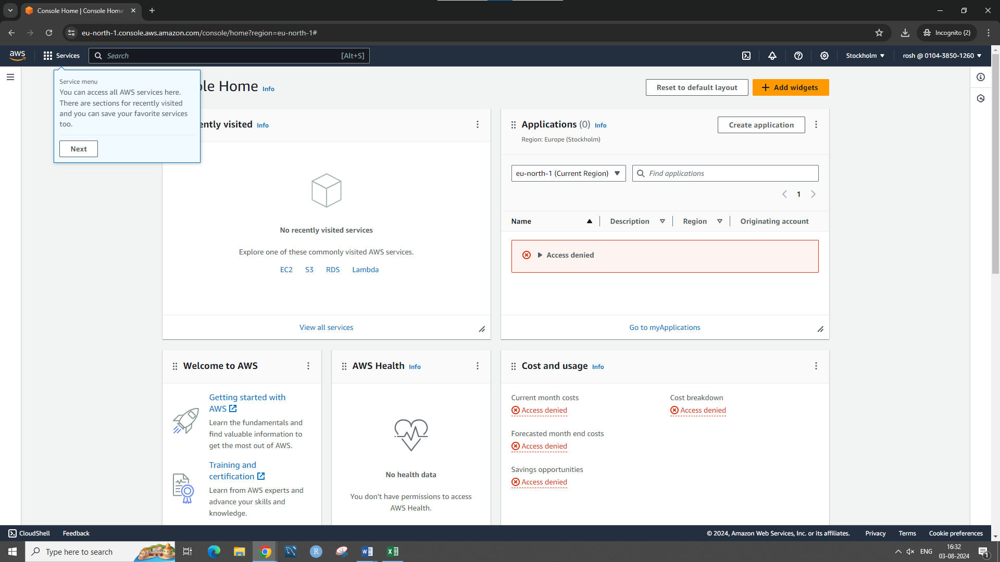 Console Home | Console Home
eu-north-1.console.aws.amazon.com/console/home?region=eu-north-1#
Incognito (2)
aws
Services
Search
[Alt+S]
Stockholm
rosh @ 0104-3850-1260
Service menu
You can access all AWS services here.
There are sections for recently visited
and you can save your favorite services
too.
Next
ole Home Info
Reset to default layout
Add widgets
ently visited Info
No recently visited services
Explore one of these commonly visited AWS services.
EC2 S3 RDS Lambda
View all services
Applications (0) Info
Region: Europe (Stockholm)
Create application
eu-north-1 (Current Region)
Find applications
1
Name Description Region Originating account
Access denied
Go to myApplications
Welcome to AWS
Getting started with
AWS
Learn the fundamentals and
find valuable information to
get the most out of AWS.
Training and
certification
Learn from AWS experts and
advance your skills and
knowledge.
AWS Health Info
No health data
You don't have permissions to access
AWS Health.
Cost and usage Info
Current month costs
Access denied
Cost breakdown
Access denied
Forecasted month end costs
Access denied
Savings opportunities
Access denied
CloudShell
Feedback
© 2024, Amazon Web Services, Inc. or its affiliates.
Privacy
Terms
Cookie preferences
Type here to search
ENG
16:32
03-08-2024
1